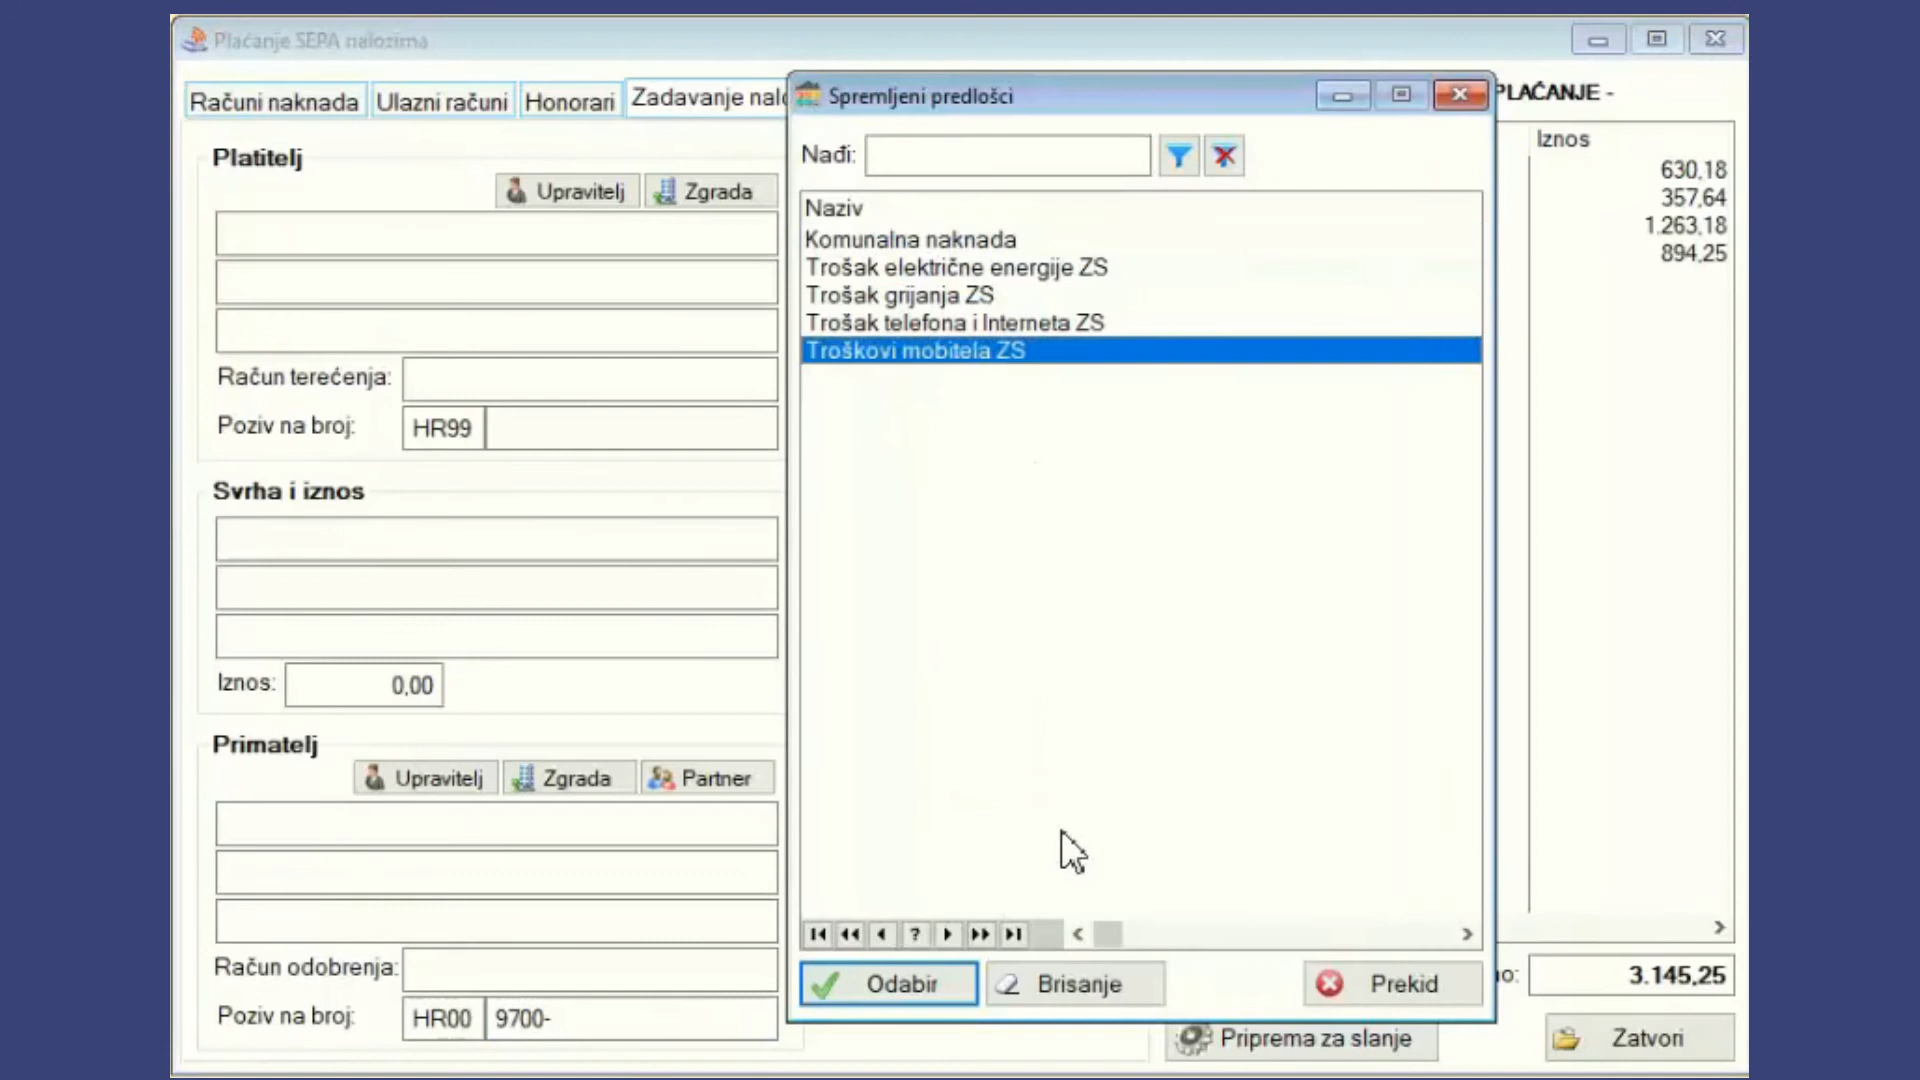 Plaćanje SEPA nalozima
Računi naknada
Ulazni računi
Honorari
Zadavanje
PLAĆANJE -
Platitelj
Upravitelj
Zgrada
Račun terećenja:
Poziv na broj:
HR99
Svrha i iznos
Iznos:
0,00
Primatelj
Upravitelj
Zgrada
Partner
Račun odobrenja:
Poziv na broj:
HR00
9700-
Spremljeni predlošci
Nađi:
Naziv
Komunalna naknada
Trošak električne energije ZS
Trošak grijanja ZS
Trošak telefona i Interneta ZS
Troškovi mobitela ZS
?
Odabir
Brisanje
Prekid
Iznos
630,18
357,64
1.263,18
894,25
3.145,25
Priprema za slanje
Zatvori